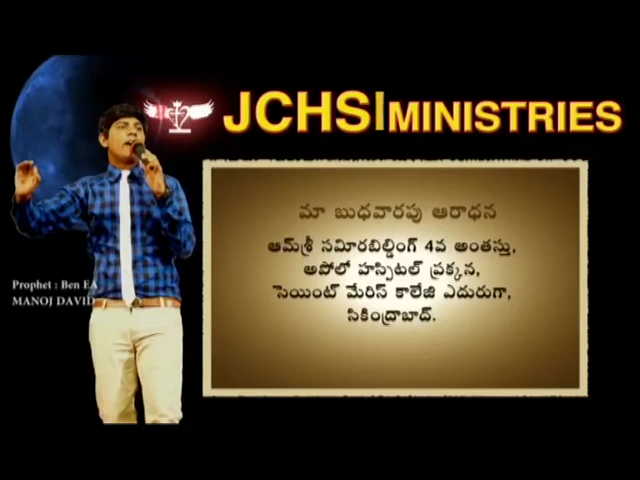 JCHSI MINISTRIES
మా బుధవారపు ఆరాధన
ఆమ్‌శ్రీ సమీరబిల్డింగ్ 4వ అంతస్తు,
అపోలో హస్పిటల్ ప్రక్కన,
సెయింట్ మేరిస్ కాలేజి ఎదురుగా,
సికింద్రాబాద్.
Prophet : Ben EA
MANOJ DAVID